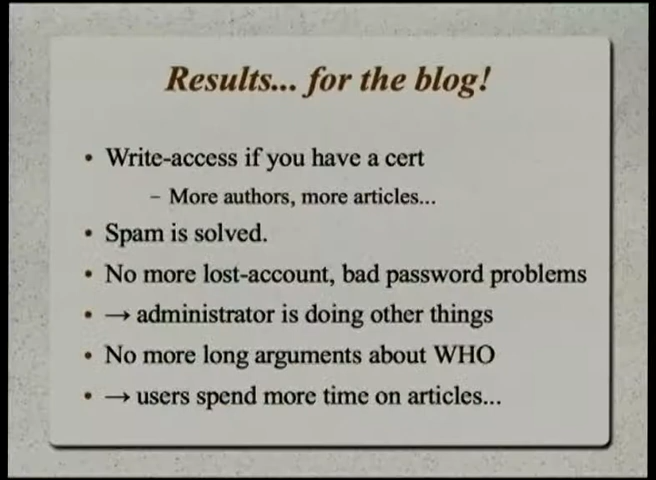 Results... for the blog!
• Write-access if you have a cert
– More authors, more articles...
• Spam is solved.
• No more lost-account, bad password problems
• → administrator is doing other things
• No more long arguments about WHO
• → users spend more time on articles...